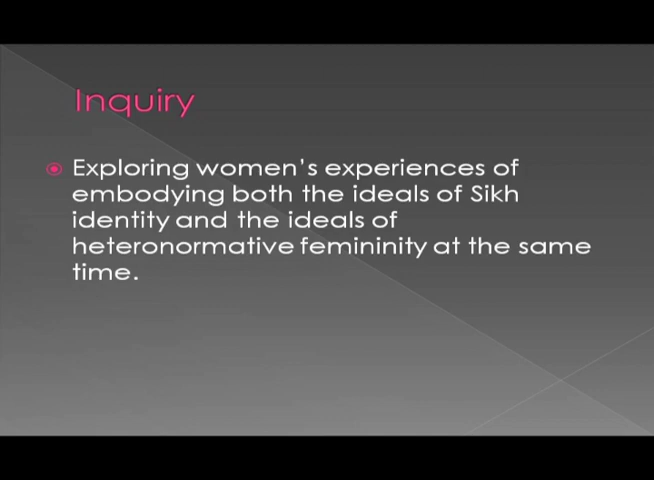 Inquiry
Exploring women's experiences of
embodying both the ideals of Sikh
identity and the ideals of
heteronormative femininity at the same
time.